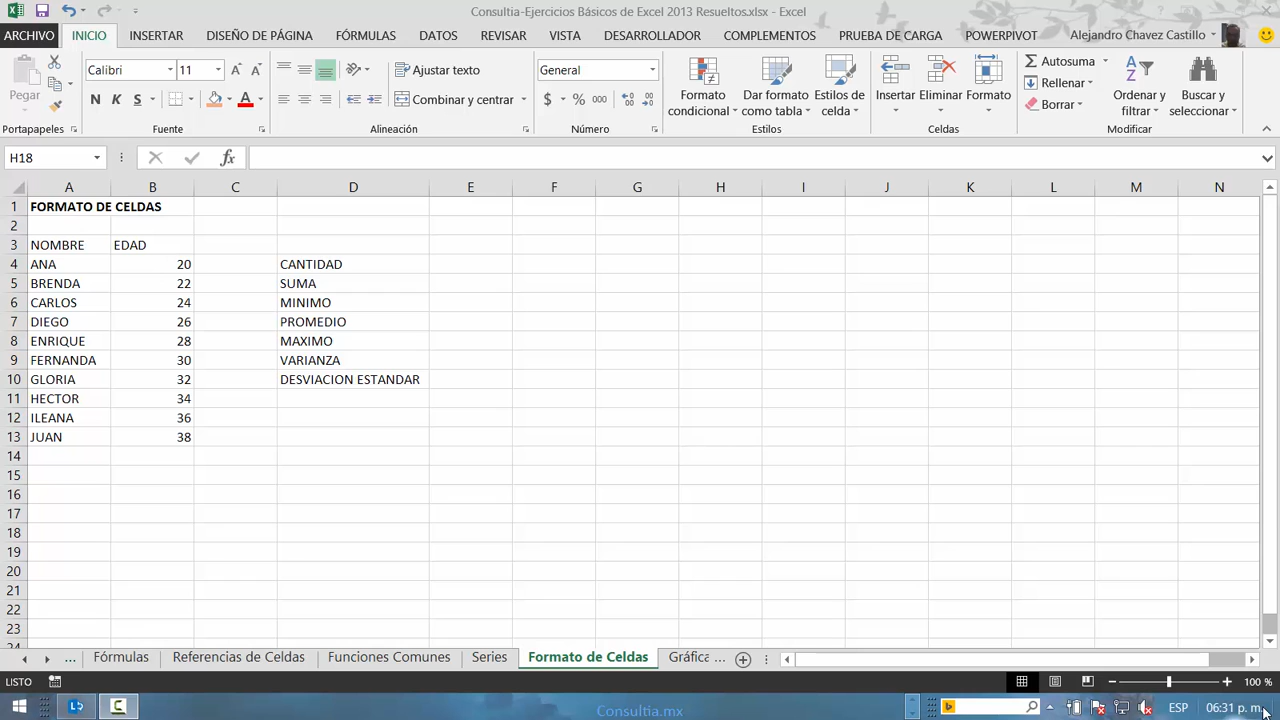 Consultia-Ejercicios Básicos de Excel 2013 Resueltos.xlsx - Excel
ARCHIVO INICIO INSERTAR DISEÑO DE PÁGINA FÓRMULAS DATOS REVISAR VISTA DESARROLLADOR COMPLEMENTOS PRUEBA DE CARGA POWERPIVOT Alejandro Chavez Castillo
Pegar
Calibri 11
N K S
Ajustar texto
Combinar y centrar
General
$ % 000
Formato condicional
Dar formato como tabla
Estilos de celda
Insertar Eliminar Formato
Autosuma
Rellenar
Borrar
Ordenar y filtrar
Buscar y seleccionar
Portapapeles Fuente Alineación Número Estilos Celdas Modificar
H18 fx
A B C D E F G H I J K L M N
1 FORMATO DE CELDAS
2
3 NOMBRE EDAD
4 ANA 20 CANTIDAD
5 BRENDA 22 SUMA
6 CARLOS 24 MINIMO
7 DIEGO 26 PROMEDIO
8 ENRIQUE 28 MAXIMO
9 FERNANDA 30 VARIANZA
10 GLORIA 32 DESVIACION ESTANDAR
11 HECTOR 34
12 ILEANA 36
13 JUAN 38
14
15
16
17
18
19
20
21
22
23
24
... Fórmulas Referencias de Celdas Funciones Comunes Series Formato de Celdas Gráfica ...
LISTO 100 %
Consultia.mx ESP 06:31 p. m.